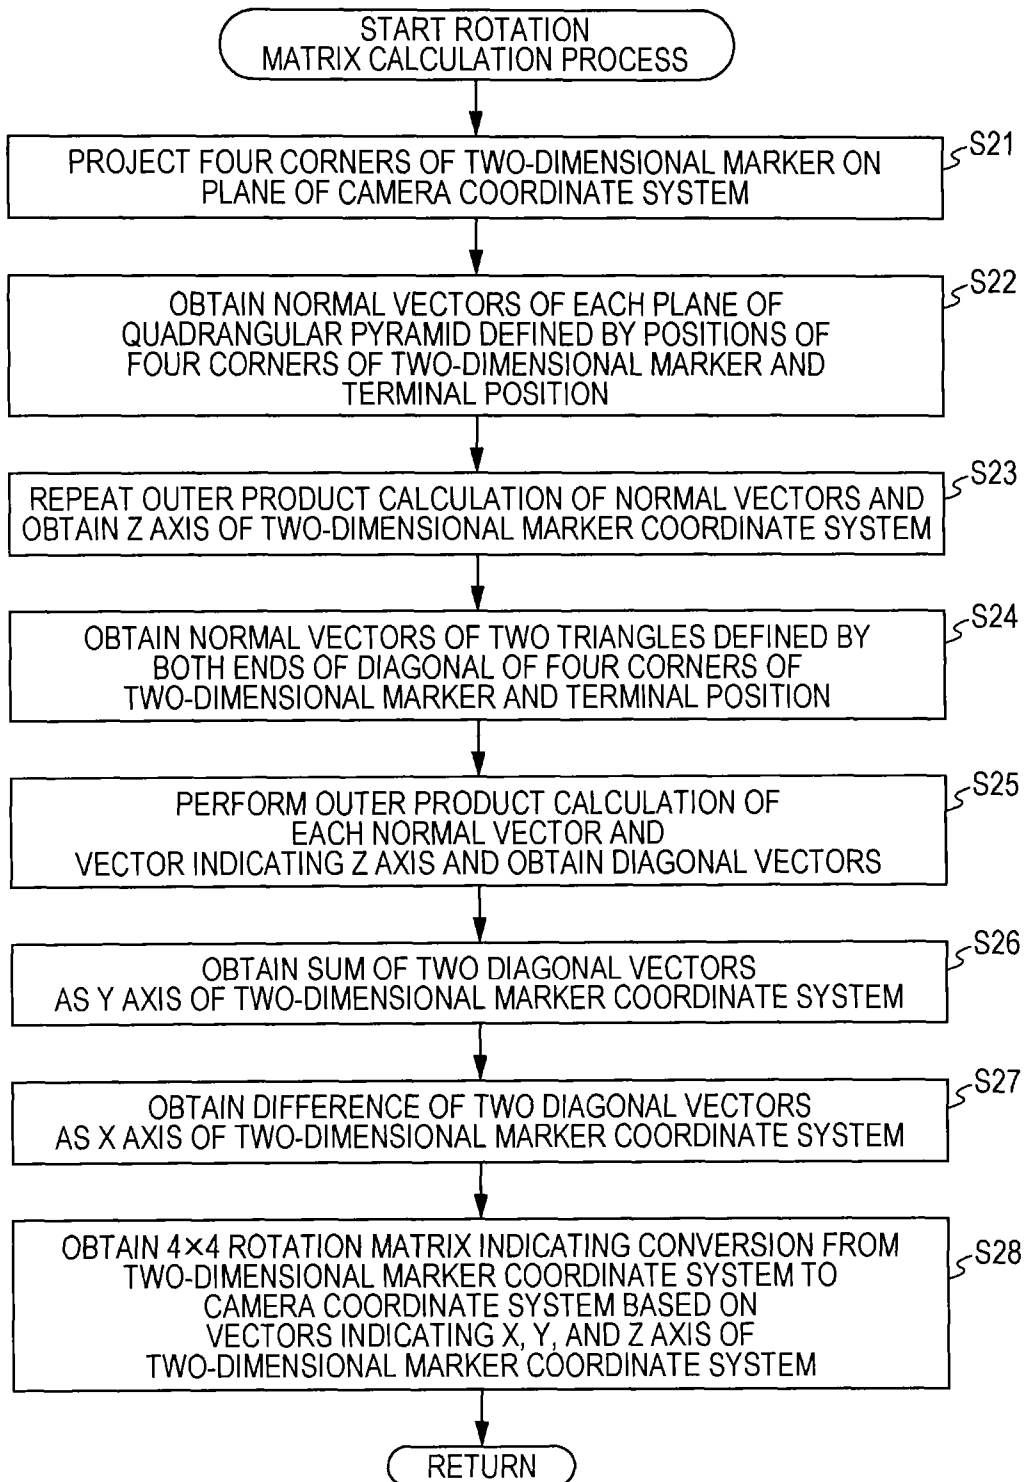 START ROTATION
MATRIX CALCULATION PROCESS
S21
PROJECT FOUR CORNERS OF TWO-DIMENSIONAL MARKER ON
PLANE OF CAMERA COORDINATE SYSTEM
S22
OBTAIN NORMAL VECTORS OF EACH PLANE OF
QUADRANGULAR PYRAMID DEFINED BY POSITIONS OF
FOUR CORNERS OF TWO-DIMENSIONAL MARKER AND
TERMINAL POSITION
S23
REPEAT OUTER PRODUCT CALCULATION OF NORMAL VECTORS AND
OBTAIN Z AXIS OF TWO-DIMENSIONAL MARKER COORDINATE SYSTEM
S24
OBTAIN NORMAL VECTORS OF TWO TRIANGLES DEFINED BY
BOTH ENDS OF DIAGONAL OF FOUR CORNERS OF
TWO-DIMENSIONAL MARKER AND TERMINAL POSITION
S25
PERFORM OUTER PRODUCT CALCULATION OF
EACH NORMAL VECTOR AND
VECTOR INDICATING Z AXIS AND OBTAIN DIAGONAL VECTORS
S26
OBTAIN SUM OF TWO DIAGONAL VECTORS
AS Y AXIS OF TWO-DIMENSIONAL MARKER COORDINATE SYSTEM
S27
OBTAIN DIFFERENCE OF TWO DIAGONAL VECTORS
AS X AXIS OF TWO-DIMENSIONAL MARKER COORDINATE SYSTEM
S28
OBTAIN 4×4 ROTATION MATRIX INDICATING CONVERSION FROM
TWO-DIMENSIONAL MARKER COORDINATE SYSTEM TO
CAMERA COORDINATE SYSTEM BASED ON
VECTORS INDICATING X, Y, AND Z AXIS OF
TWO-DIMENSIONAL MARKER COORDINATE SYSTEM
RETURN